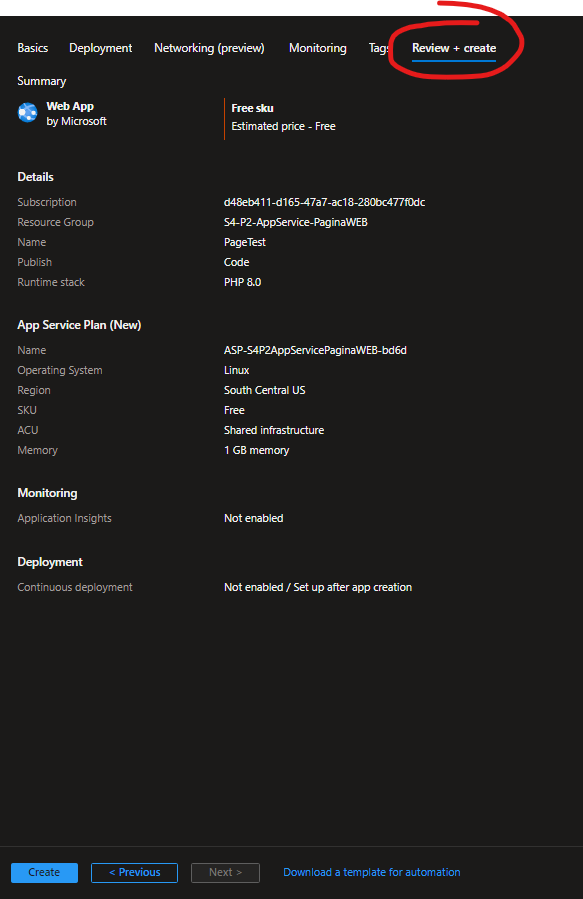 Basics Deployment Networking (preview) Monitoring Tags Review + create
Summary
Web App
by Microsoft
Free sku
Estimated price - Free
Details
Subscription d48eb411-d165-47a7-ac18-280bc477f0dc
Resource Group S4-P2-AppService-PaginaWEB
Name PageTest
Publish Code
Runtime stack PHP 8.0
App Service Plan (New)
Name ASP-S4P2AppServicePaginaWEB-bd6d
Operating System Linux
Region South Central US
SKU Free
ACU Shared infrastructure
Memory 1 GB memory
Monitoring
Application Insights Not enabled
Deployment
Continuous deployment Not enabled / Set up after app creation
Create < Previous Next > Download a template for automation